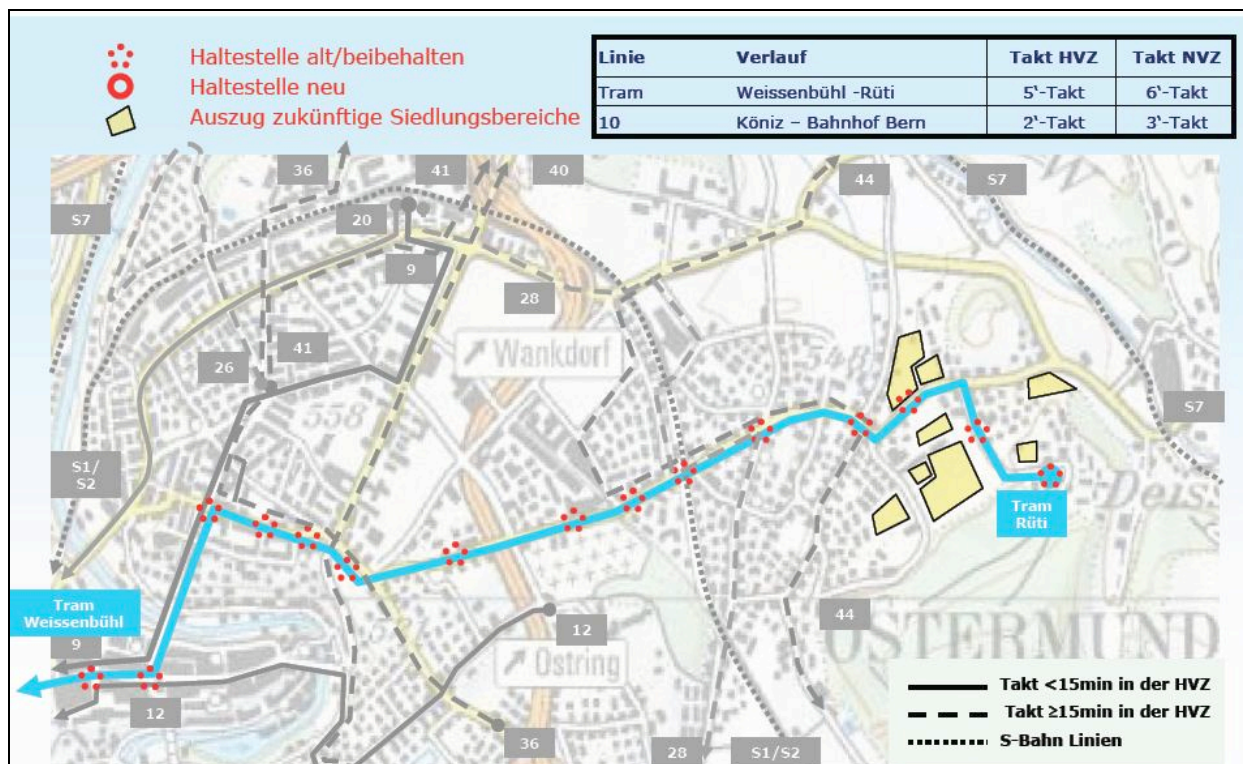 Haltestelle alt/beibehalten
Haltestelle neu
Auszug zukünftige Siedlungsbereiche
Linie Verlauf Takt HVZ Takt NVZ
Tram Weissenbühl -Rüti 5‘-Takt 6‘-Takt
10 Köniz – Bahnhof Bern 2‘-Takt 3‘-Takt
36
41
40
44
S7
S7
20
9
28
Wankdorf
26
41
548
S7
S1/
S2
Tram
Rüti
Tram
Weissenbühl
9
12
12
Ostring
44
OSTERMUND
36
28
S1/S2
Takt <15min in der HVZ
Takt ≥15min in der HVZ
S-Bahn Linien